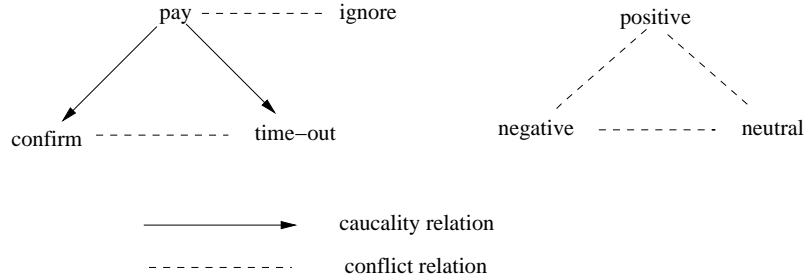 pay ignore positive
confirm time-out negative neutral
caucality relation
conflict relation